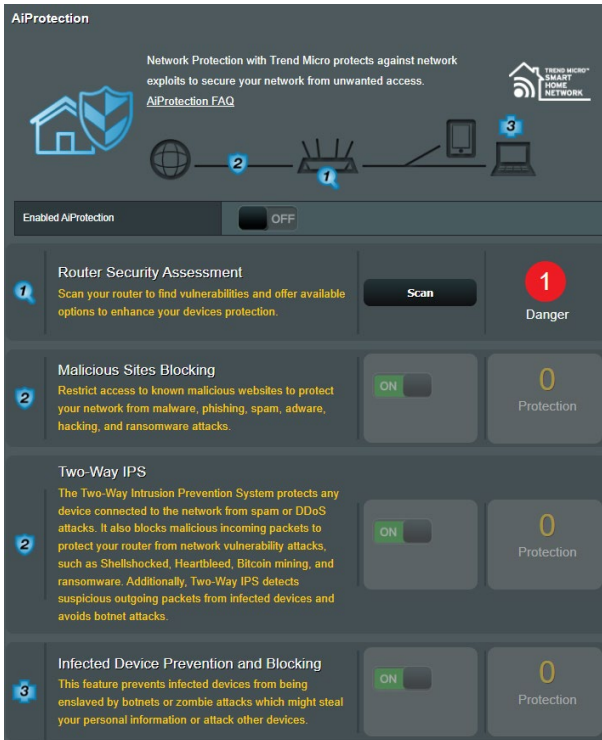 AiProtection
Network Protection with Trend Micro protects against network
exploits to secure your network from unwanted access.
AiProtection FAQ
TREND MICRO™
SMART
HOME
NETWORK
3
2
1
Enabled AiProtection
OFF
1
Router Security Assessment
Scan your router to find vulnerabilities and offer available
options to enhance your devices protection.
Scan
1
Danger
2
Malicious Sites Blocking
Restrict access to known malicious websites to protect
your network from malware, phishing, spam, adware,
hacking, and ransomware attacks.
ON
0
Protection
2
Two-Way IPS
The Two-Way Intrusion Prevention System protects any
device connected to the network from spam or DDoS
attacks. It also blocks malicious incoming packets to
protect your router from network vulnerability attacks,
such as Shellshocked, Heartbleed, Bitcoin mining, and
ransomware. Additionally, Two-Way IPS detects
suspicious outgoing packets from infected devices and
avoids botnet attacks.
ON
0
Protection
3
Infected Device Prevention and Blocking
This feature prevents infected devices from being
enslaved by botnets or zombie attacks which might steal
your personal information or attack other devices.
ON
0
Protection